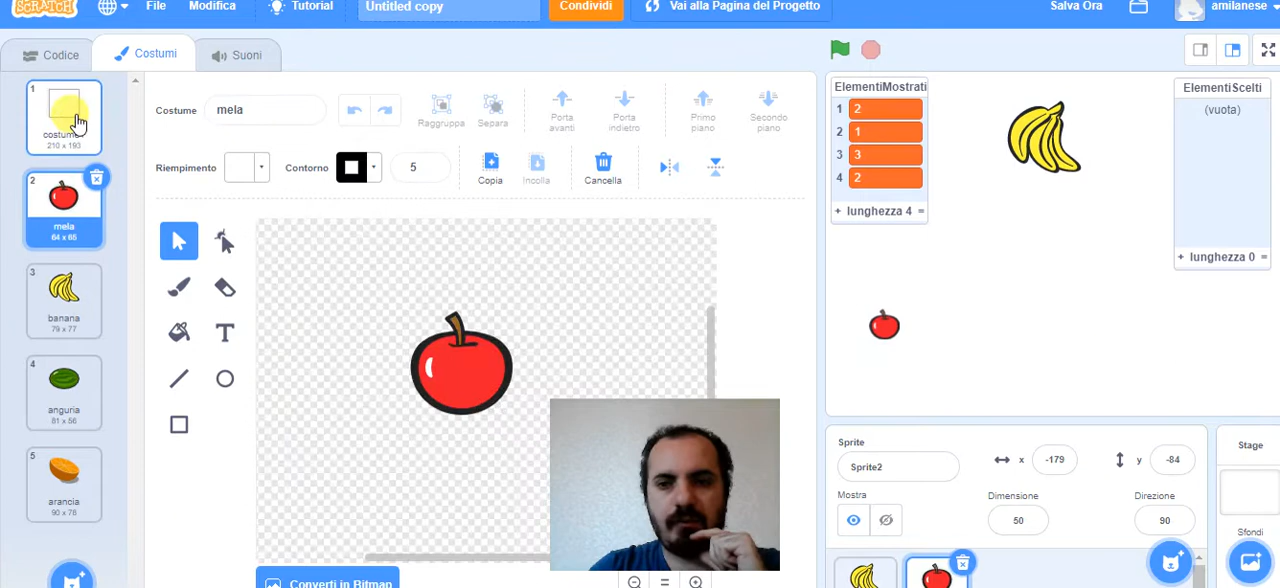 SCRATCH File Modifica Tutorial Untitled copy Condividi Vai alla Pagina del Progetto Salva Ora amilanese
Codice Costumi Suoni
1
210 x 193
2
mela
64 x 65
3
banana
79 x 77
4
anguria
81 x 56
5
arancia
90 x 78
Costume mela Raggruppa Separa Porta avanti Porta indietro Primo piano Secondo piano
Riempimento Contorno 5 Copia Incolla Cancella
T
Converti in Bitmap
ElementiMostrati
1 2
2 1
3 3
4 2
+ lunghezza 4 =
ElementiScelti
(vuota)
+ lunghezza 0 =
Sprite
Sprite2 x -179 y -84
Mostra Dimensione Direzione
50 90
Stage
Sfondi